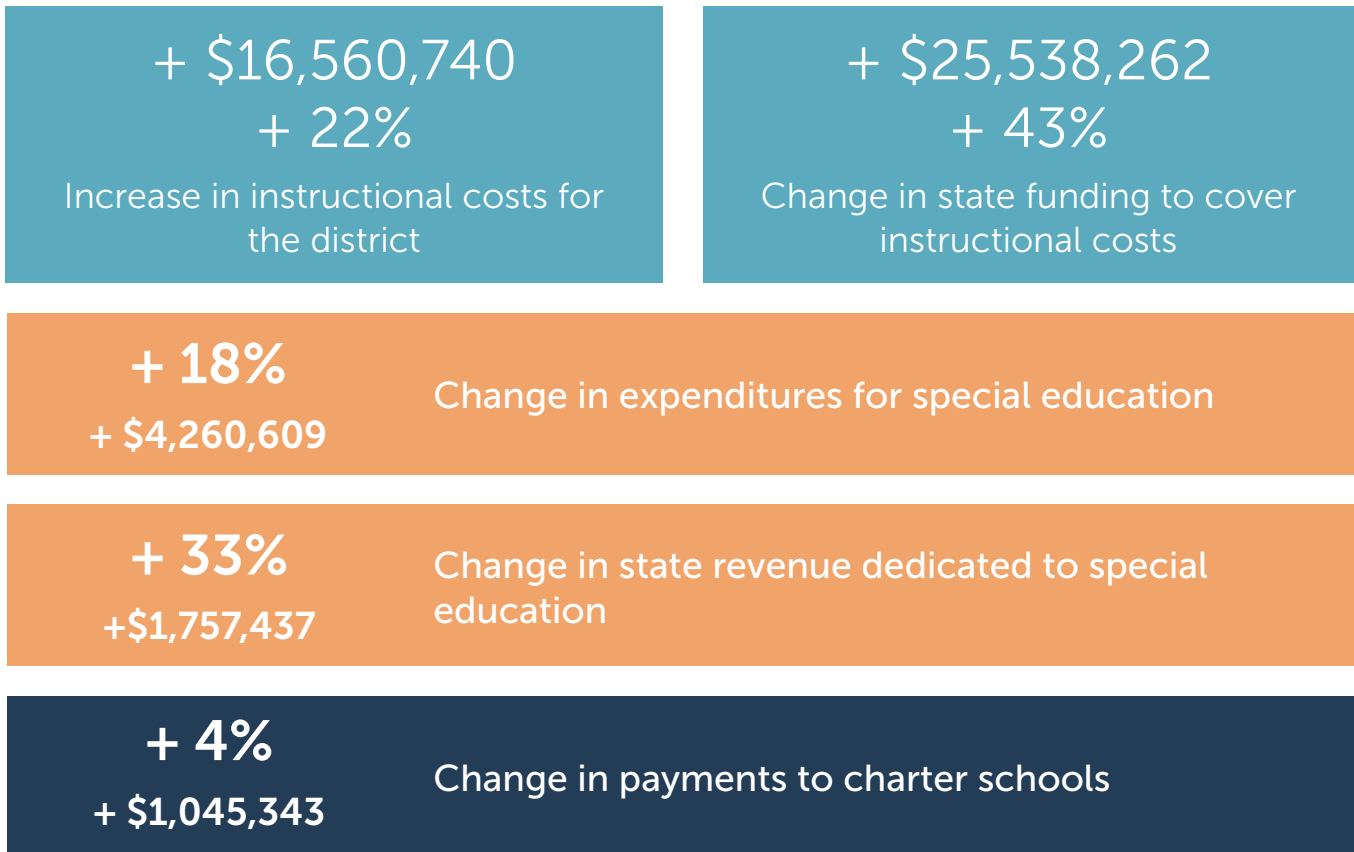 + $16,560,740
+ 22%
Increase in instructional costs for
the district
+ $25,538,262
+ 43%
Change in state funding to cover
instructional costs
+ 18%
+ $4,260,609
Change in expenditures for special education
+ 33%
+$1,757,437
Change in state revenue dedicated to special
education
+ 4%
+ $1,045,343
Change in payments to charter schools